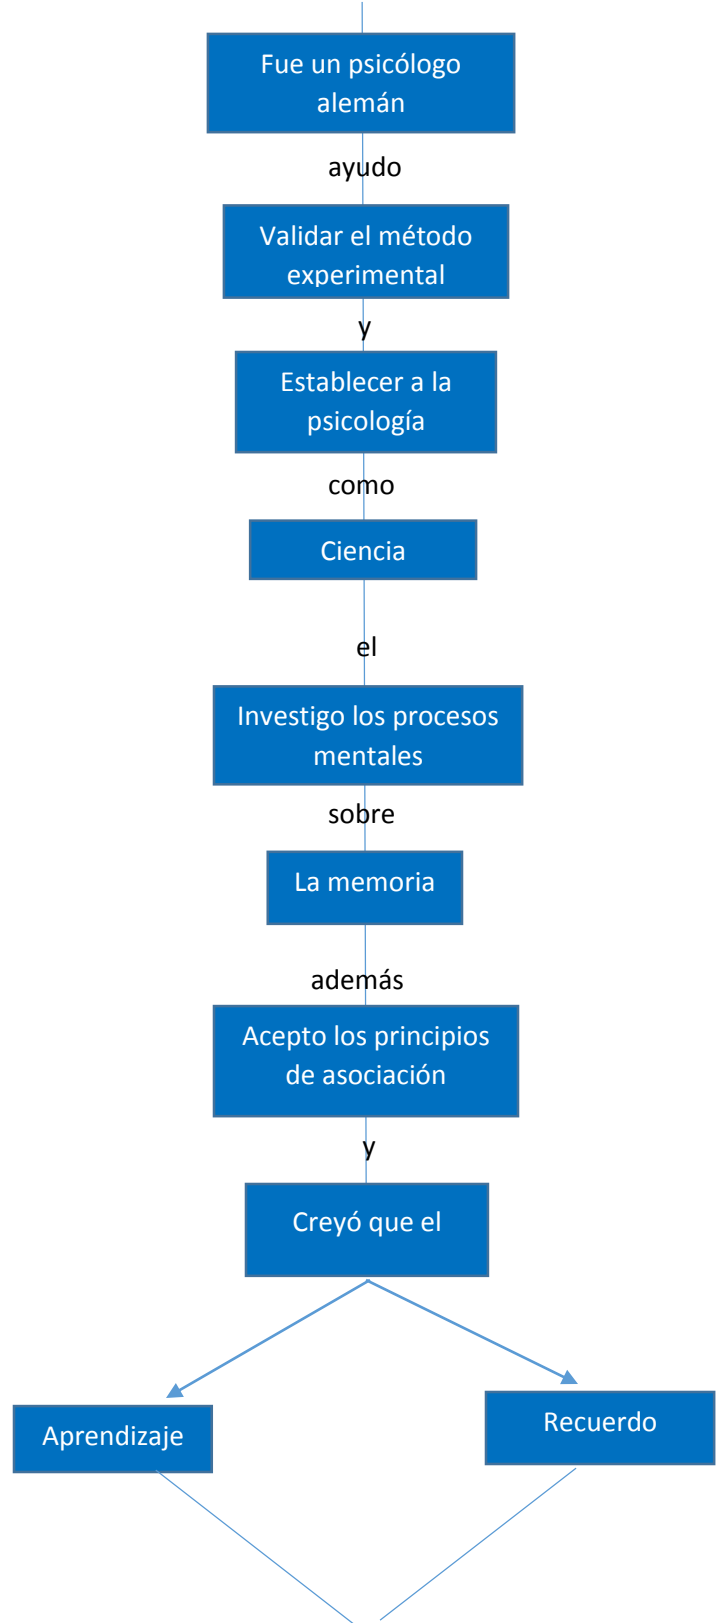 Fue un psicólogo
alemán
ayudo
Validar el método
experimental
y
Establecer a la
psicología
como
Ciencia
el
Investigo los procesos
mentales
sobre
La memoria
además
Acepto los principios
de asociación
y
Creyó que el
Aprendizaje
Recuerdo